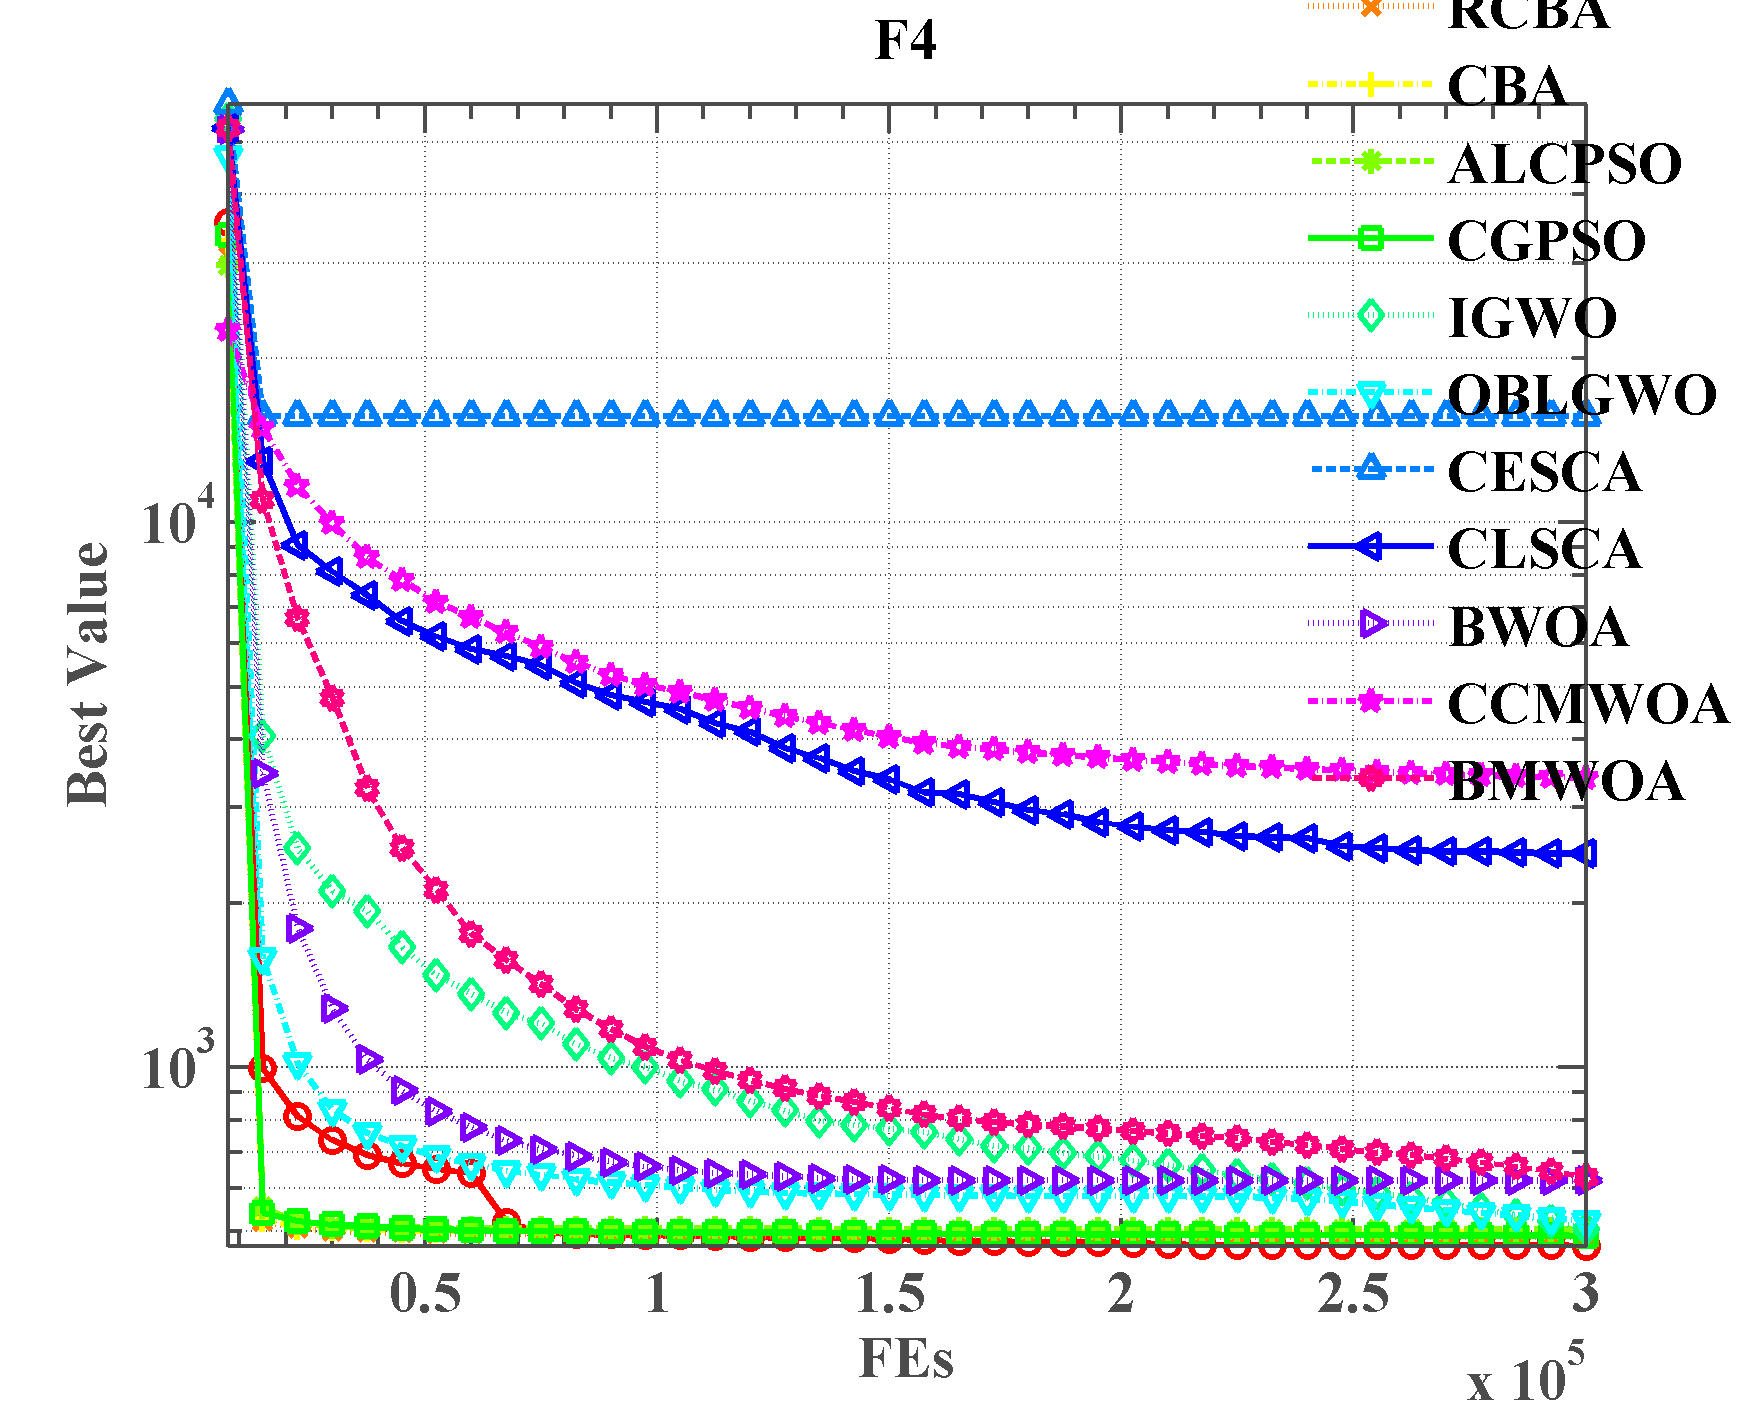 F4
RCBA
CBA
ALCPSO
CGPSO
IGWO
OBLGWO
CESCA
CLSCA
BWOA
CCMWOA
BMWOA
Best Value
10^4
10^3
0.5 1 1.5 2 2.5 3
FEs
x 10^5